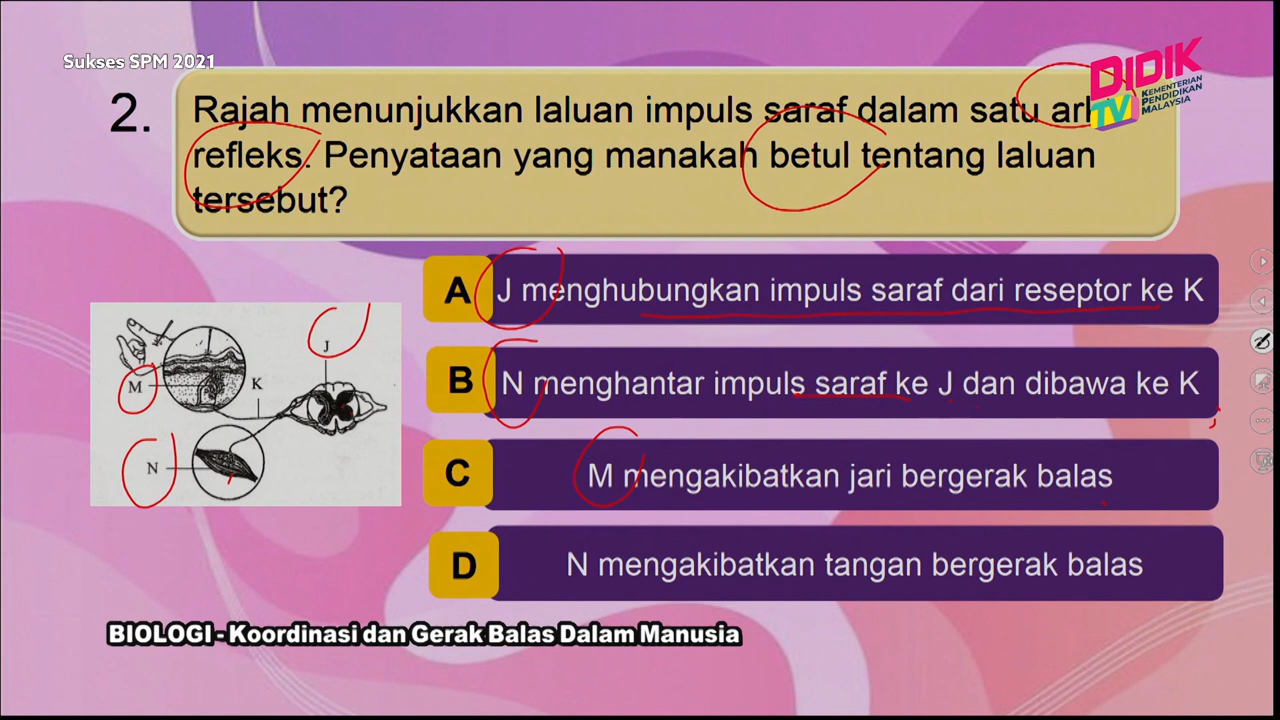 Sukses SPM 2021
DIDIK
TV
KEMENTERIAN
PENDIDIKAN
MALAYSIA
2.
Rajah menunjukkan laluan impuls saraf dalam satu
refleks. Penyataan yang manakah betul tentang laluan
tersebut?
A J menghubungkan impuls saraf dari reseptor ke K
B N menghantar impuls saraf ke J dan dibawa ke K
C M mengakibatkan jari bergerak balas
D N mengakibatkan tangan bergerak balas
J
M
K
N
BIOLOGI - Koordinasi dan Gerak Balas Dalam Manusia